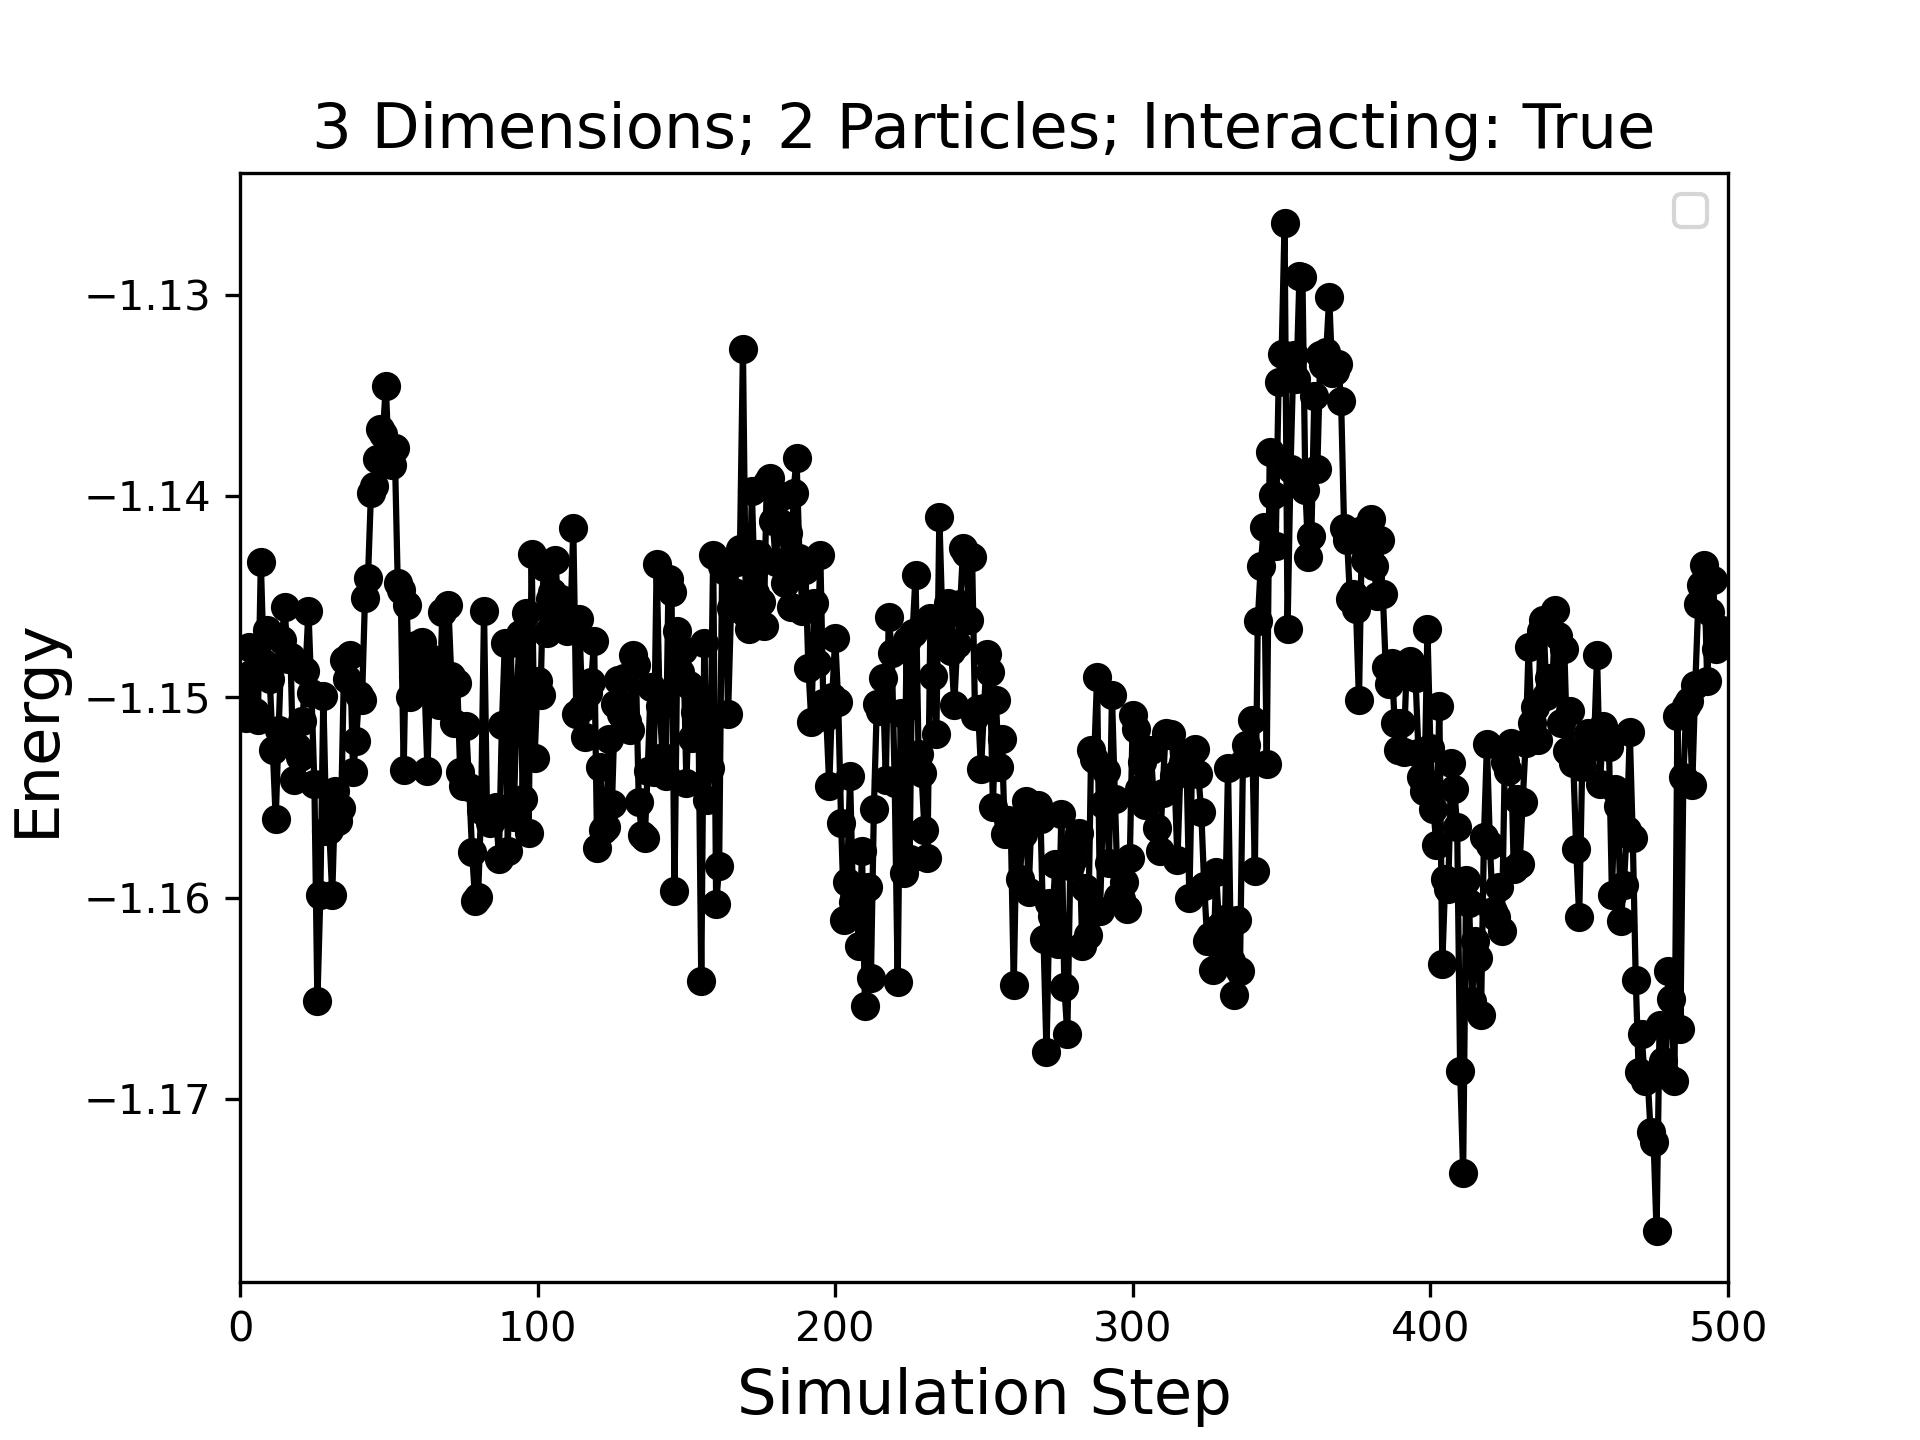 3 Dimensions; 2 Particles; Interacting: True
Energy
−1.13
−1.14
−1.15
−1.16
−1.17
0 100 200 300 400 500
Simulation Step